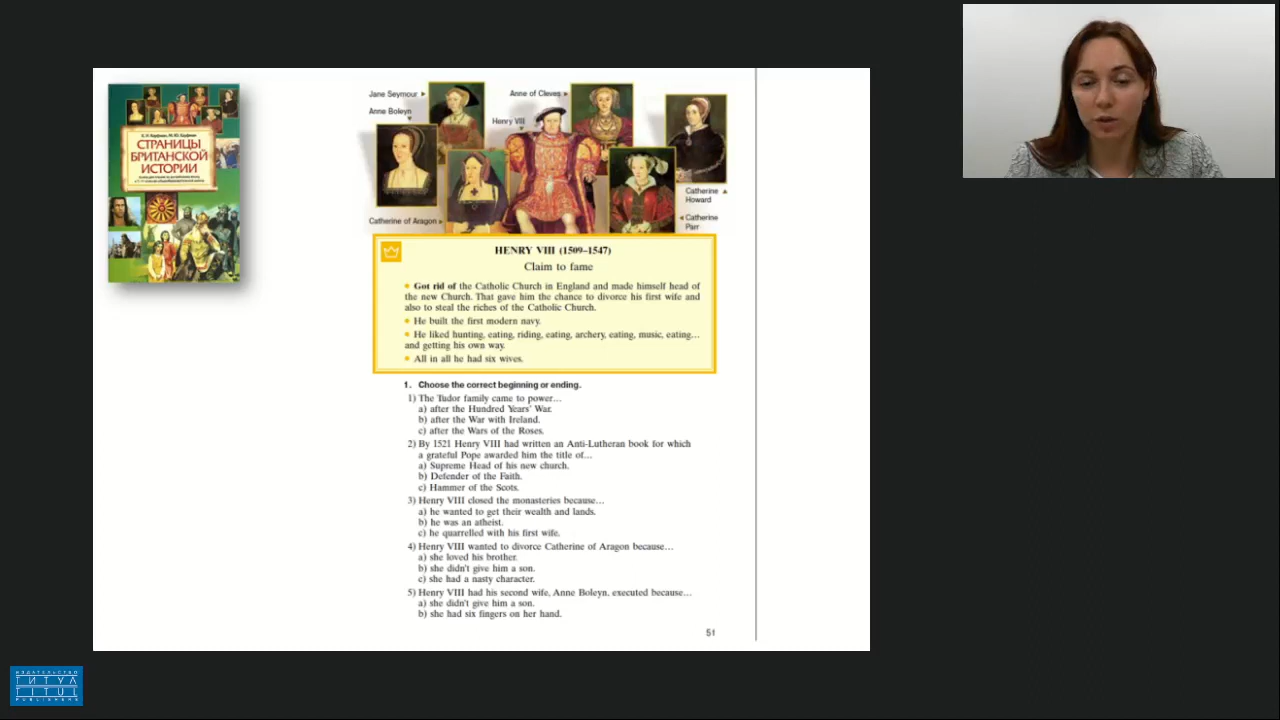 К.И. Кауфман, М.Ю. Кауфман
СТРАНИЦЫ
БРИТАНСКОЙ
ИСТОРИИ
Jane Seymour
Anne of Cleves
Anne Boleyn
Henry VIII
Catherine
Howard
Catherine of Aragon
Catherine
Parr
HENRY VIII (1509–1547)
Claim to fame
• Got rid of the Catholic Church in England and made himself head of
the new Church. That gave him the chance to divorce his first wife and
also to steal the riches of the Catholic Church.
• He built the first modern navy.
• He liked hunting, eating, riding, eating, archery, eating, music, eating...
and getting his own way.
• All in all he had six wives.
1. Choose the correct beginning or ending.
1) The Tudor family came to power...
a) after the Hundred Years' War.
b) after the War with Ireland.
c) after the Wars of the Roses.
2) By 1521 Henry VIII had written an Anti-Lutheran book for which
a grateful Pope awarded him the title of...
a) Supreme Head of his new church.
b) Defender of the Faith.
c) Hammer of the Scots.
3) Henry VIII closed the monasteries because...
a) he wanted to get their wealth and lands.
b) he was an atheist.
c) he quarrelled with his first wife.
4) Henry VIII wanted to divorce Catherine of Aragon because...
a) she loved his brother.
b) she didn't give him a son.
c) she had a nasty character.
5) Henry VIII had his second wife, Anne Boleyn, executed because...
a) she didn't give him a son.
b) she had six fingers on her hand.
51
ИЗДАТЕЛЬСТВО
ТИТУЛ
TITUL
PUBLISHERS